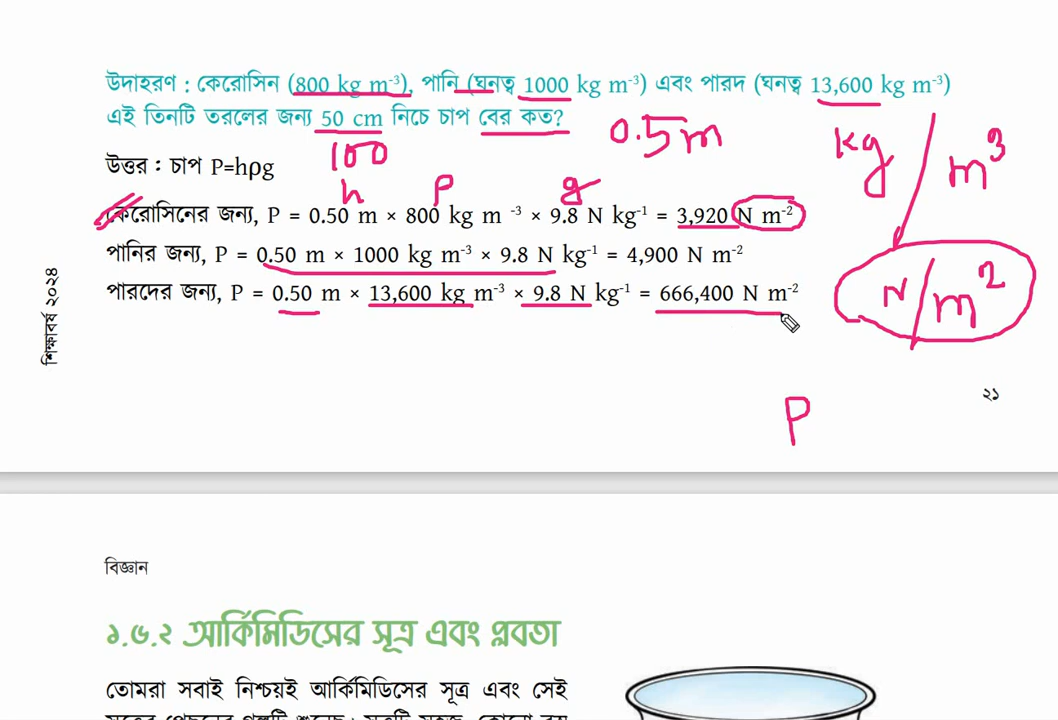 উদাহরণ : কেরোসিন (800 kg m⁻³), পানি (ঘনত্ব 1000 kg m⁻³) এবং পারদ (ঘনত্ব 13,600 kg m⁻³)
এই তিনটি তরলের জন্য 50 cm নিচে চাপ বের কত?
100
0.5m
kg/m³
উত্তর : চাপ P=hρg
h ρ g
কেরোসিনের জন্য, P = 0.50 m × 800 kg m ⁻³ × 9.8 N kg⁻¹ = 3,920 N m⁻²
পানির জন্য, P = 0.50 m × 1000 kg m⁻³ × 9.8 N kg⁻¹ = 4,900 N m⁻²
পারদের জন্য, P = 0.50 m × 13,600 kg m⁻³ × 9.8 N kg⁻¹ = 666,400 N m⁻²
N/m²
শিক্ষাবর্ষ ২০২৪
২১
P
বিজ্ঞান
১.৫.২ আর্কিমিডিসের সূত্র এবং প্লবতা
তোমরা সবাই নিশ্চয়ই আর্কিমিডিসের সূত্র এবং সেই